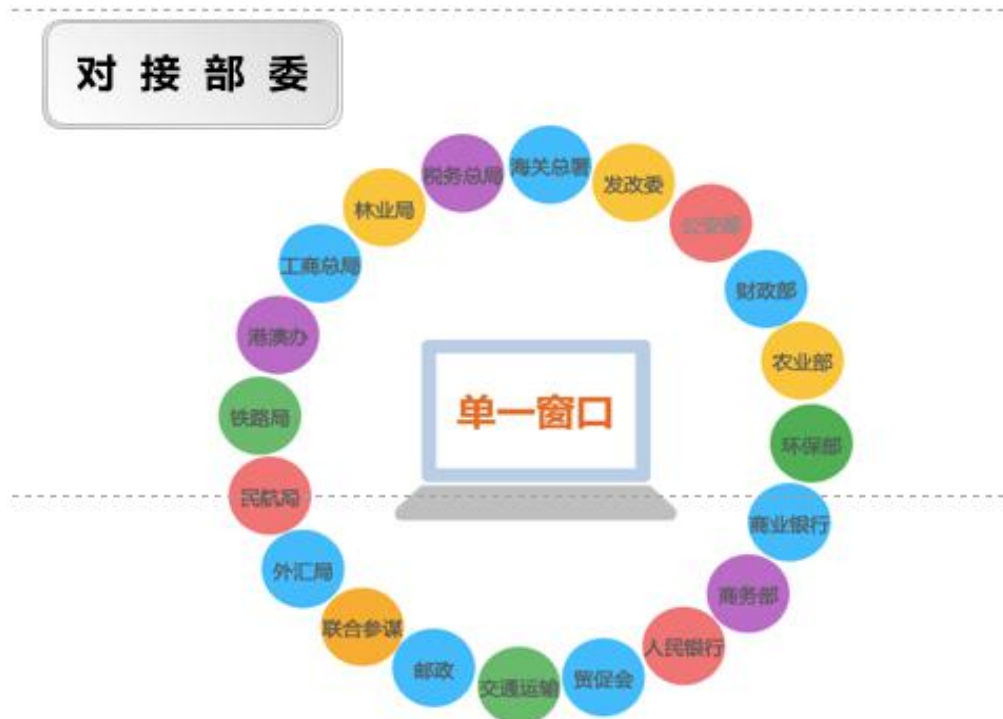 对接部委
海关总署
发改委
公安部
财政部
农业部
环保部
商业银行
商务部
人民银行
贸促会
交通运输
邮政
联合参谋
外汇局
民航局
铁路局
港澳办
工商总局
林业局
税务总局
单一窗口